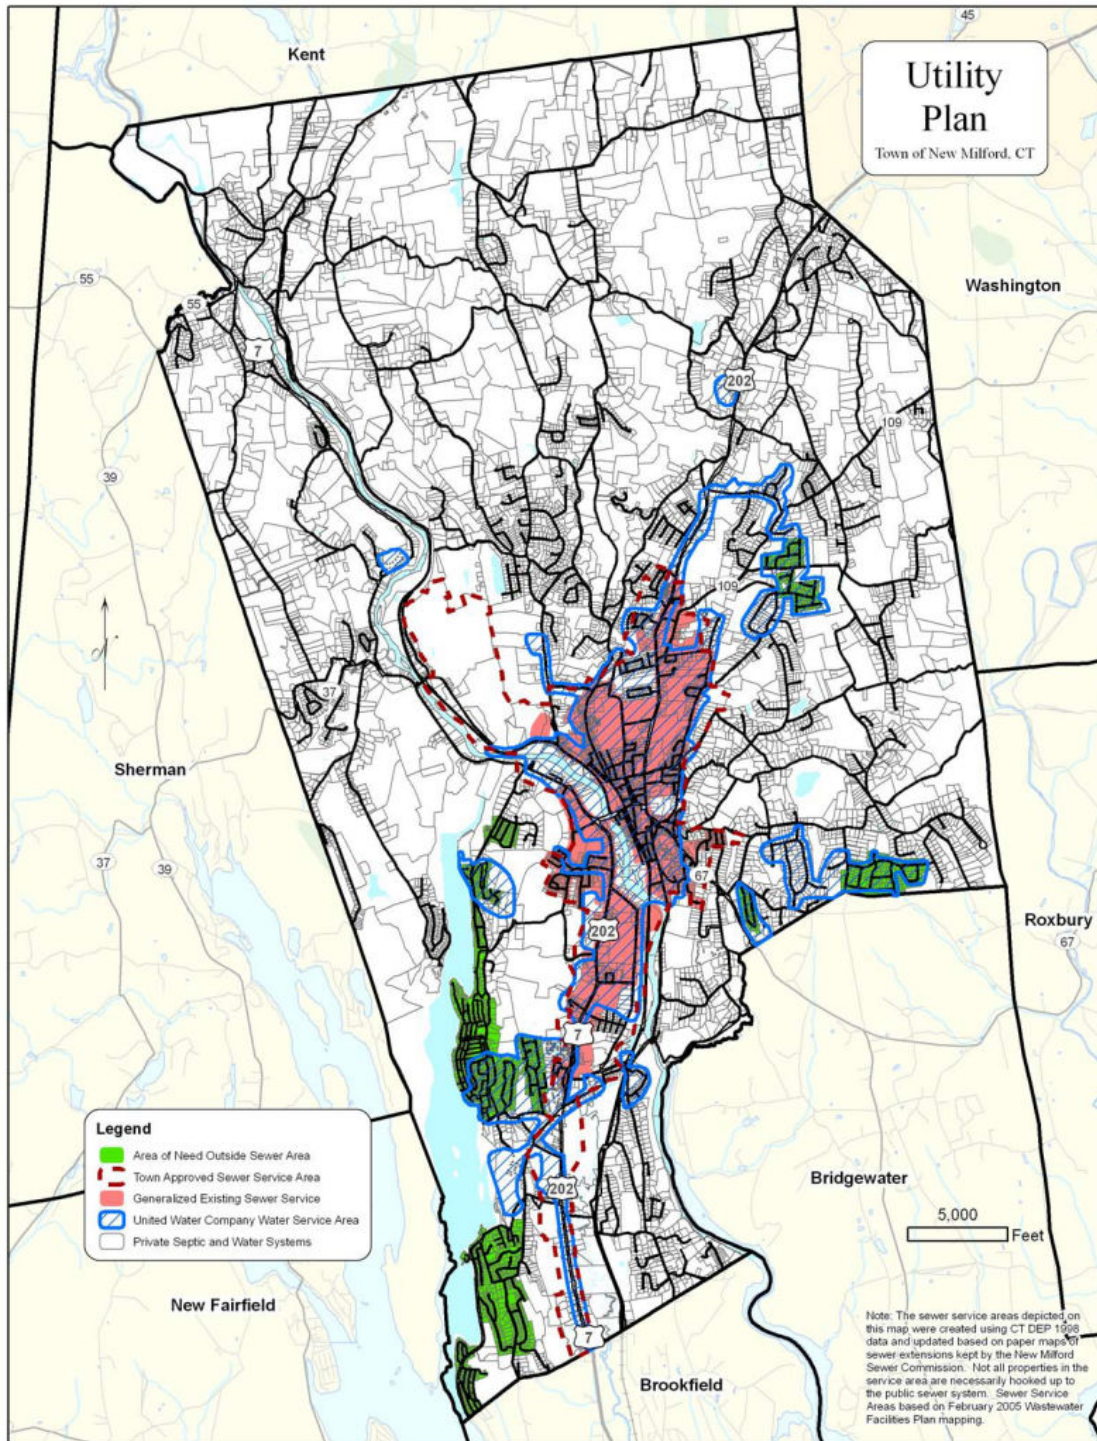 45
Kent
Utility
Plan
Town of New Milford, CT
Washington
55
55
7
202
109
39
109
37
Sherman
37
39
67
202
Roxbury
67
7
Legend
Area of Need Outside Sewer Area
Town Approved Sewer Service Area
Generalized Existing Sewer Service
United Water Company Water Service Area
Private Septic and Water Systems
202
Bridgewater
5,000
Feet
New Fairfield
7
Brookfield
Note: The sewer service areas depicted on
this map were created using CT DEP 1998
data and updated based on paper maps of
sewer extensions kept by the New Milford
Sewer Commission. Not all properties in the
service area are necessarily hooked up to
the public sewer system. Sewer Service
Areas based on February 2005 Wastewater
Facilities Plan mapping.